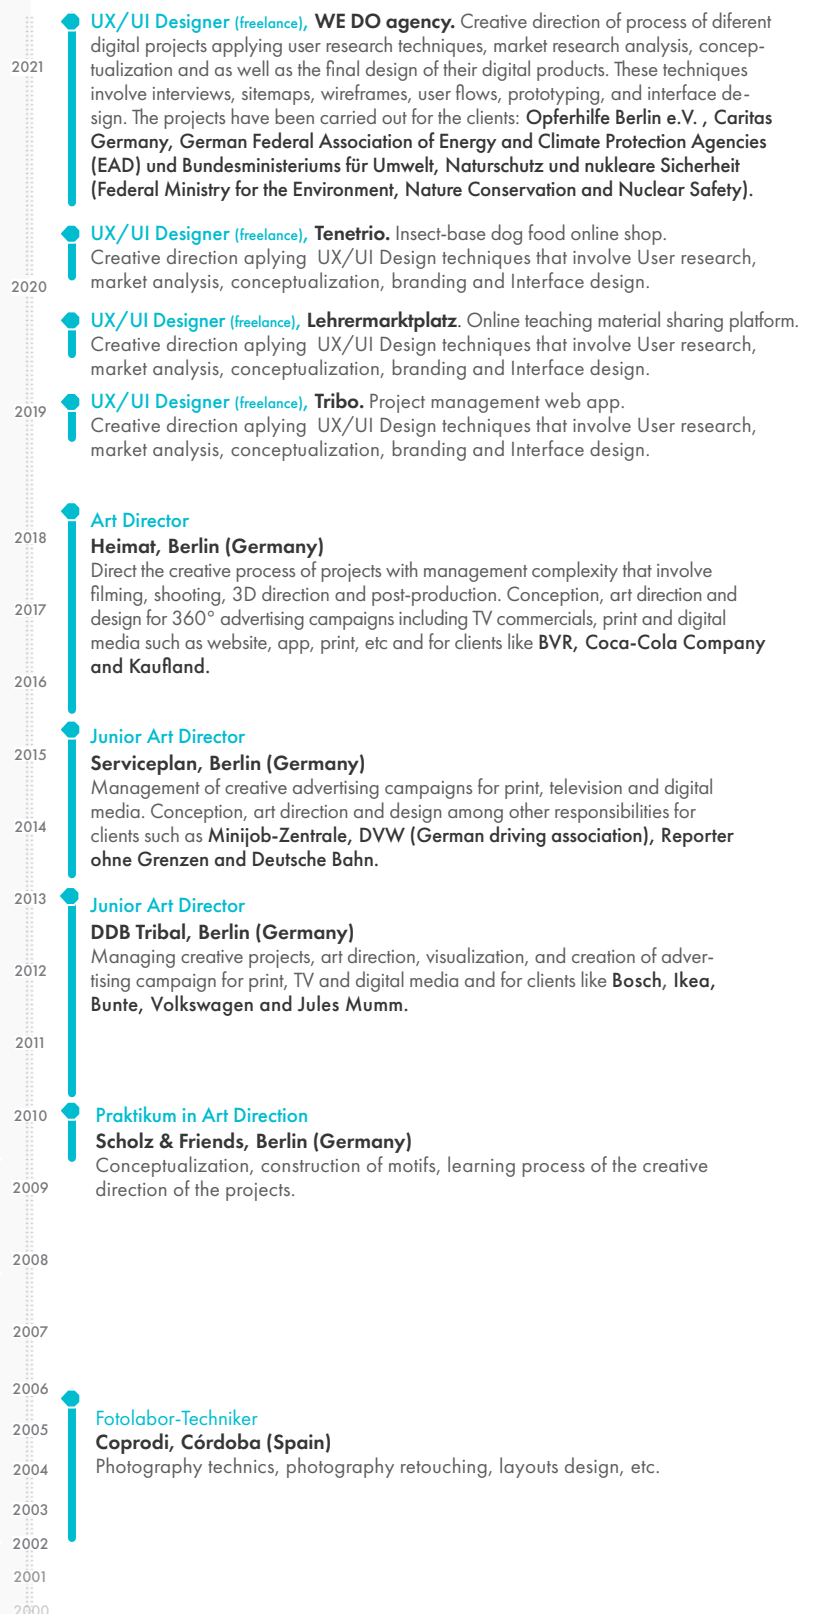 UX/UI Designer (freelance), WE DO agency. Creative direction of process of diferent
digital projects applying user research techniques, market research analysis, concep-
2021
tualization and as well as the final design of their digital products. These techniques
involve interviews, sitemaps, wireframes, user flows, prototyping, and interface de-
sign. The projects have been carried out for the clients: Opferhilfe Berlin e.V. , Caritas
Germany, German Federal Association of Energy and Climate Protection Agencies
(EAD) und Bundesministeriums für Umwelt, Naturschutz und nukleare Sicherheit
(Federal Ministry for the Environment, Nature Conservation and Nuclear Safety).
UX/UI Designer (freelance), Tenetrio. Insect-base dog food online shop.
Creative direction aplying UX/UI Design techniques that involve User research,
market analysis, conceptualization, branding and Interface design.
2020
UX/UI Designer (freelance), Lehrermarktplatz. Online teaching material sharing platform.
Creative direction aplying UX/UI Design techniques that involve User research,
market analysis, conceptualization, branding and Interface design.
UX/UI Designer (freelance), Tribo. Project management web app.
2019
Creative direction aplying UX/UI Design techniques that involve User research,
market analysis, conceptualization, branding and Interface design.
Art Director
2018
Heimat, Berlin (Germany)
Direct the creative process of projects with management complexity that involve
filming, shooting, 3D direction and post-production. Conception, art direction and
2017
design for 360° advertising campaigns including TV commercials, print and digital
media such as website, app, print, etc and for clients like BVR, Coca-Cola Company
and Kaufland.
2016
Junior Art Director
2015
Serviceplan, Berlin (Germany)
Management of creative advertising campaigns for print, television and digital
media. Conception, art direction and design among other responsibilities for
2014
clients such as Minijob-Zentrale, DVW (German driving association), Reporter
ohne Grenzen and Deutsche Bahn.
2013
Junior Art Director
DDB Tribal, Berlin (Germany)
Managing creative projects, art direction, visualization, and creation of adver-
2012
tising campaign for print, TV and digital media and for clients like Bosch, Ikea,
Bunte, Volkswagen and Jules Mumm.
2011
2010
Praktikum in Art Direction
Scholz & Friends, Berlin (Germany)
Conceptualization, construction of motifs, learning process of the creative
2009
direction of the projects.
2008
2007
2006
Fotolabor-Techniker
2005
Coprodi, Córdoba (Spain)
2004
Photography technics, photography retouching, layouts design, etc.
2003
2002
2001
2000